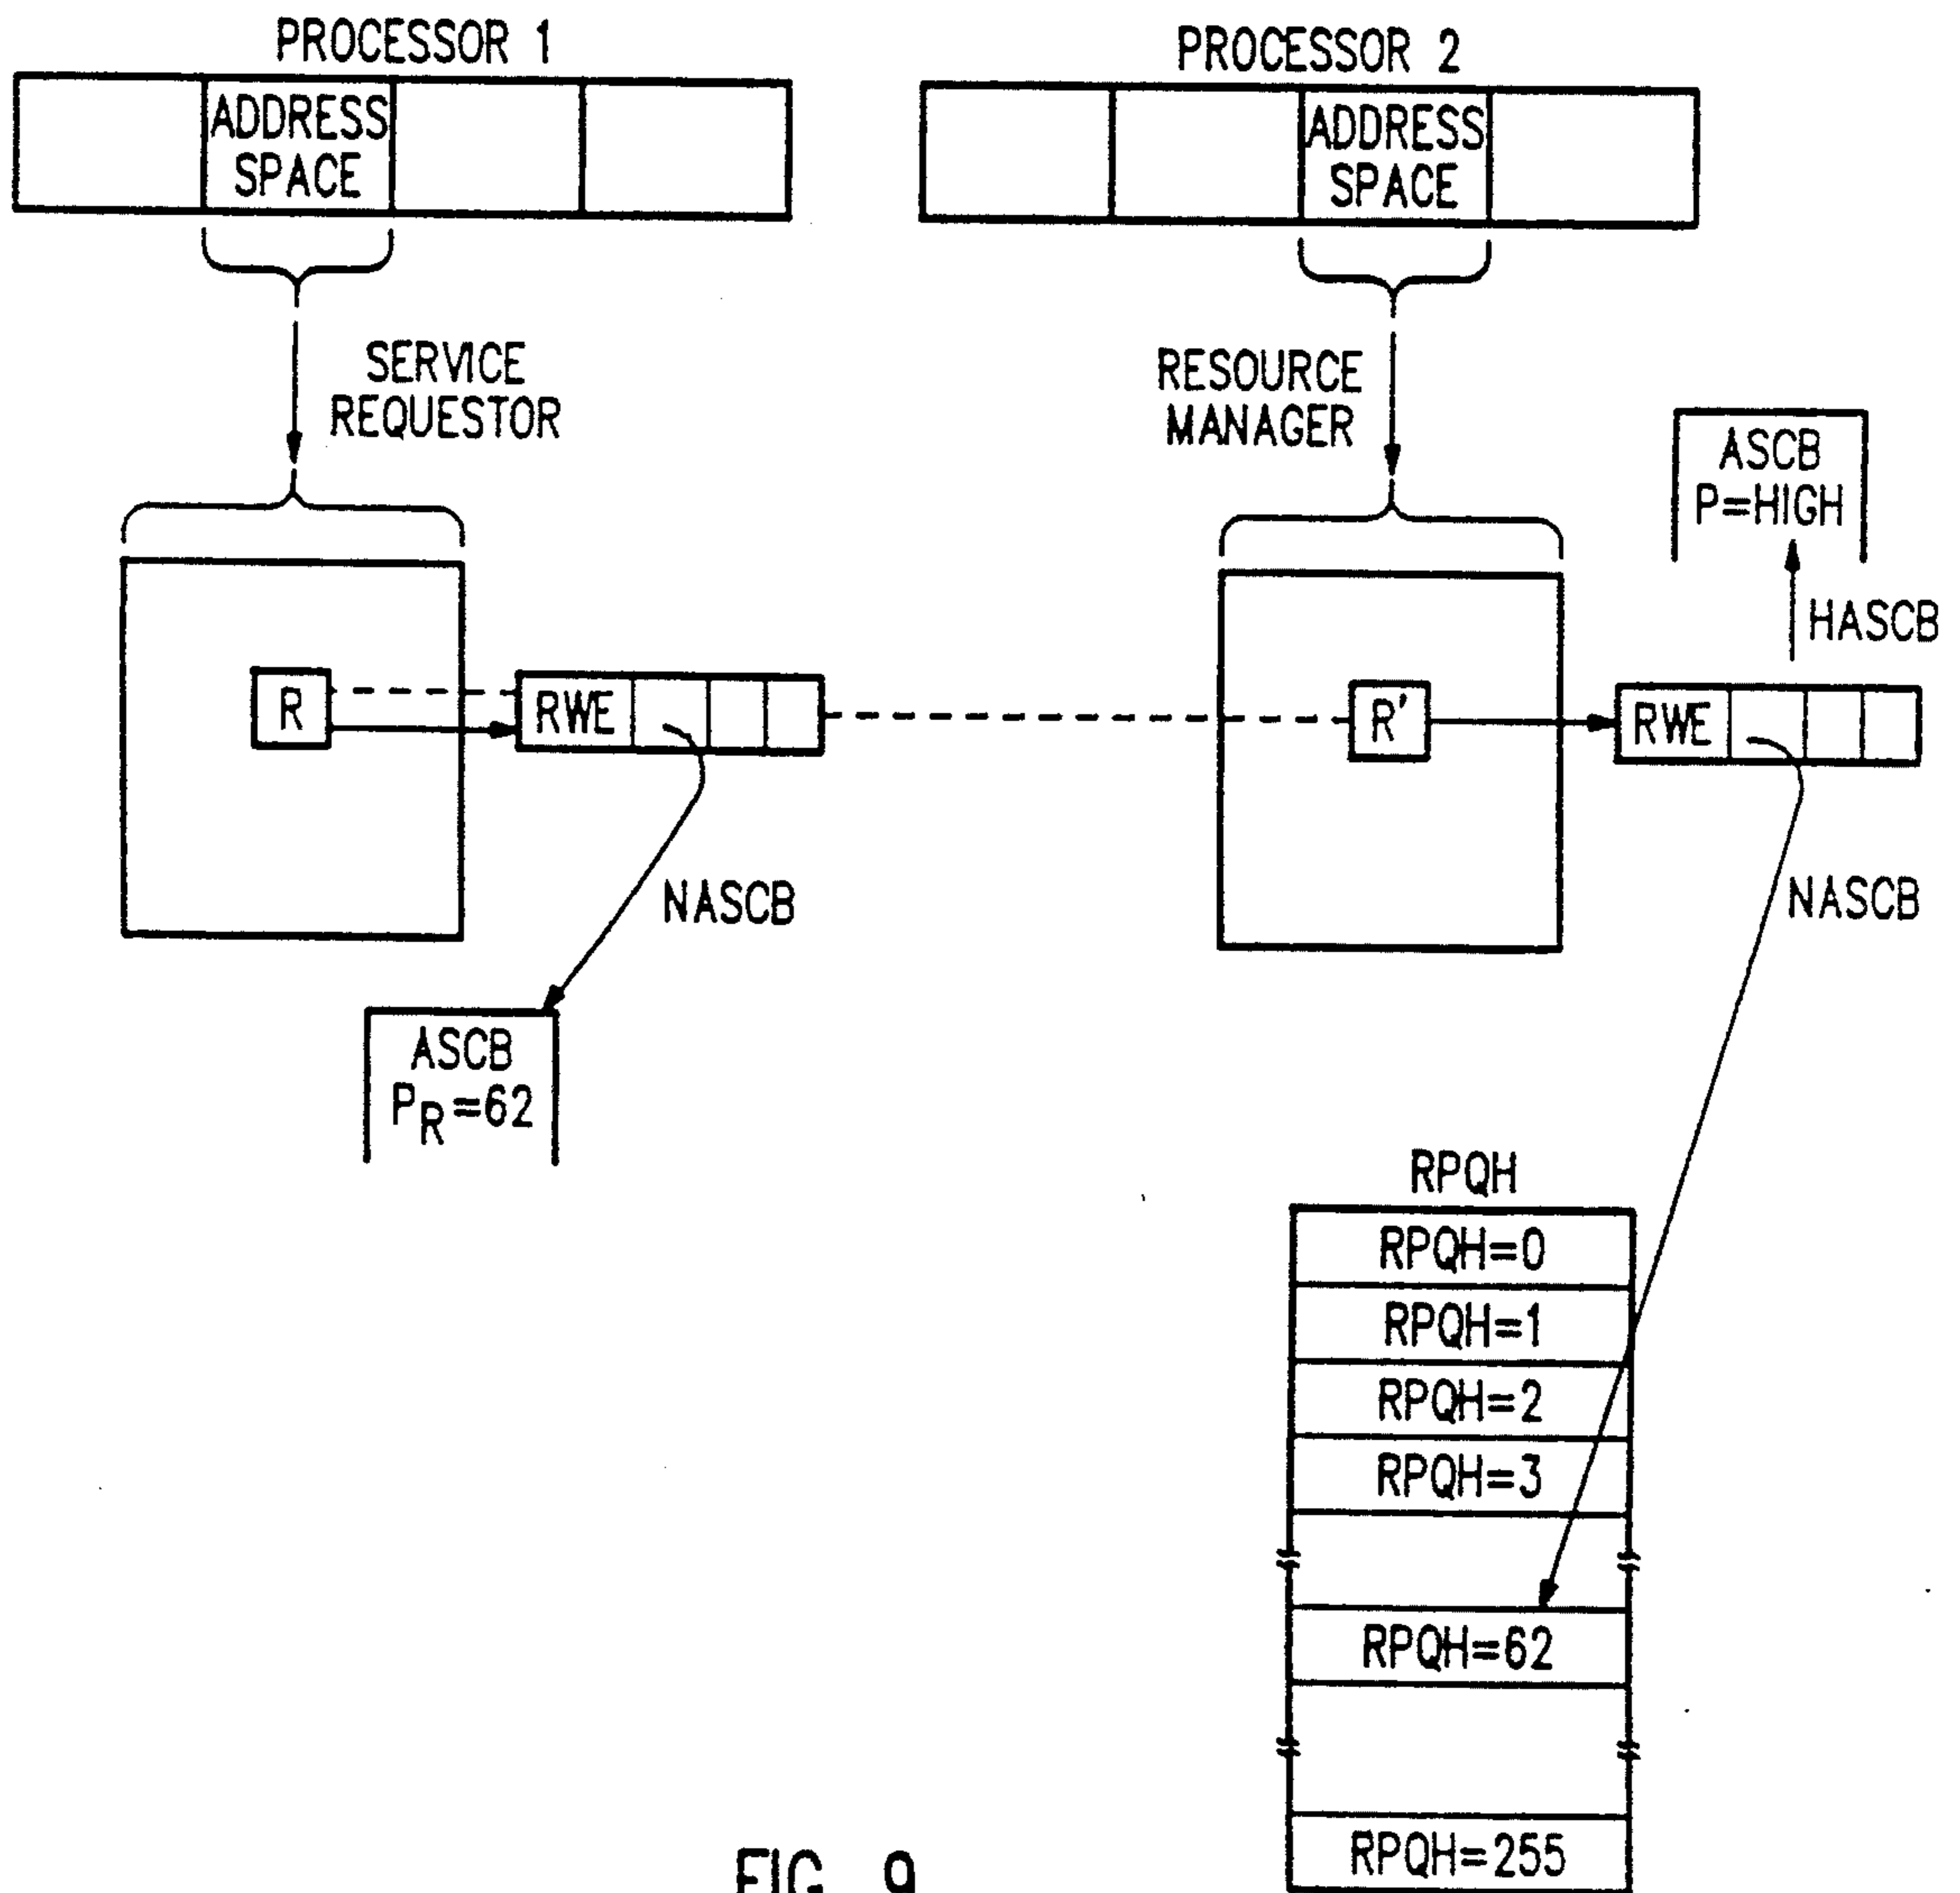 PROCESSOR 1
ADDRESS
SPACE
PROCESSOR 2
ADDRESS
SPACE
SERVICE
REQUESTOR
RESOURCE
MANAGER
ASCB
P=HIGH
HASCB
R
RWE
R'
RWE
NASCB
NASCB
ASCB
PR=62
RPQH
RPQH=0
RPQH=1
RPQH=2
RPQH=3
RPQH=62
RPQH=255
FIG. 9